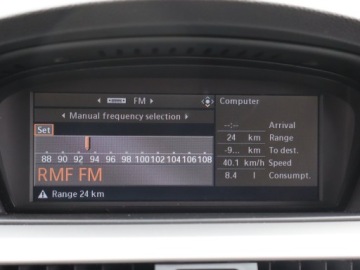 FM
Computer
Manual frequency selection
--:-- Arrival
Set
24 km Range
-9... km To dest.
88 90 92 94 96 98 100 102 104 106 108
40.1 km/h Speed
RMF FM
8.4 l Consumpt.
Range 24 km